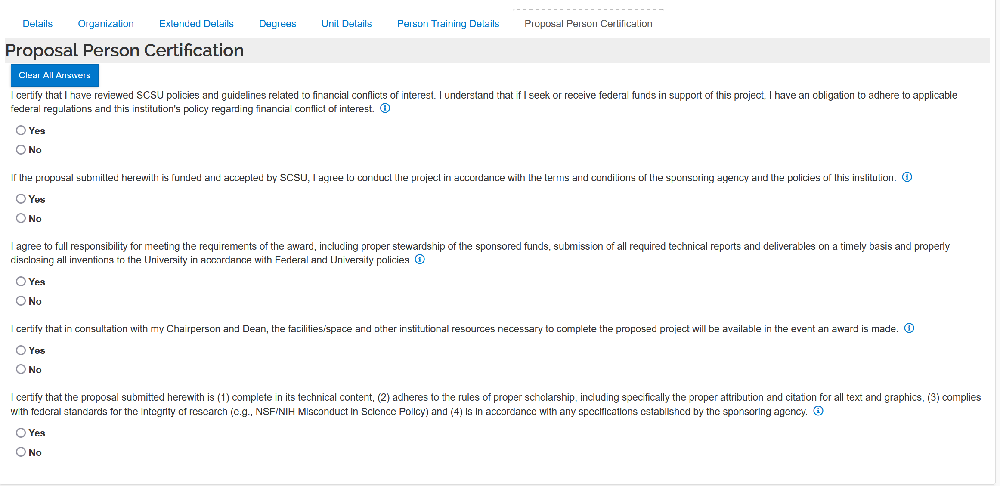 Details Organization Extended Details Degrees Unit Details Person Training Details Proposal Person Certification
Proposal Person Certification
Clear All Answers
I certify that I have reviewed SCSU policies and guidelines related to financial conflicts of interest. I understand that if I seek or receive federal funds in support of this project, I have an obligation to adhere to applicable
federal regulations and this institution's policy regarding financial conflict of interest.
Yes
No
If the proposal submitted herewith is funded and accepted by SCSU, I agree to conduct the project in accordance with the terms and conditions of the sponsoring agency and the policies of this institution.
Yes
No
I agree to full responsibility for meeting the requirements of the award, including proper stewardship of the sponsored funds, submission of all required technical reports and deliverables on a timely basis and properly
disclosing all inventions to the University in accordance with Federal and University policies
Yes
No
I certify that in consultation with my Chairperson and Dean, the facilities/space and other institutional resources necessary to complete the proposed project will be available in the event an award is made.
Yes
No
I certify that the proposal submitted herewith is (1) complete in its technical content, (2) adheres to the rules of proper scholarship, including specifically the proper attribution and citation for all text and graphics, (3) complies
with federal standards for the integrity of research (e.g., NSF/NIH Misconduct in Science Policy) and (4) is in accordance with any specifications established by the sponsoring agency.
Yes
No